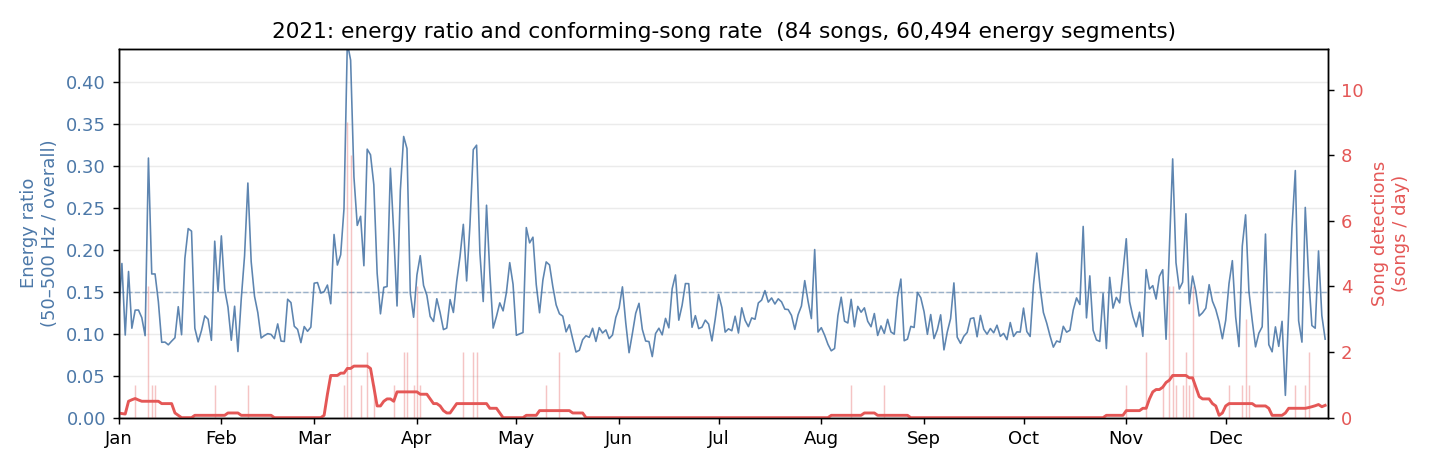 2021: energy ratio and conforming-song rate  (84 songs, 60,494 energy segments)
Energy ratio
(50–500 Hz / overall)
0.40
0.35
0.30
0.25
0.20
0.15
0.10
0.05
0.00
10
8
6
4
2
0
Song detections
(songs / day)
Jan
Feb
Mar
Apr
May
Jun
Jul
Aug
Sep
Oct
Nov
Dec